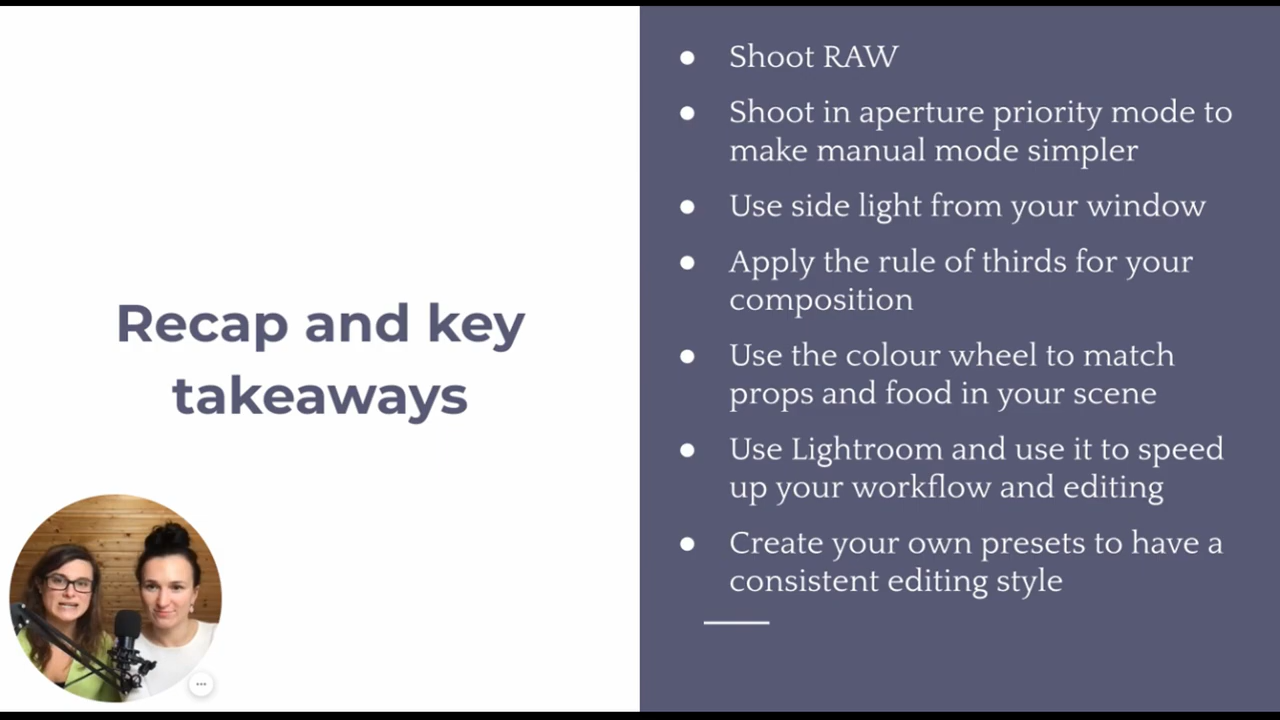 Recap and key
takeaways
● Shoot RAW
● Shoot in aperture priority mode to
make manual mode simpler
● Use side light from your window
● Apply the rule of thirds for your
composition
● Use the colour wheel to match
props and food in your scene
● Use Lightroom and use it to speed
up your workflow and editing
● Create your own presets to have a
consistent editing style